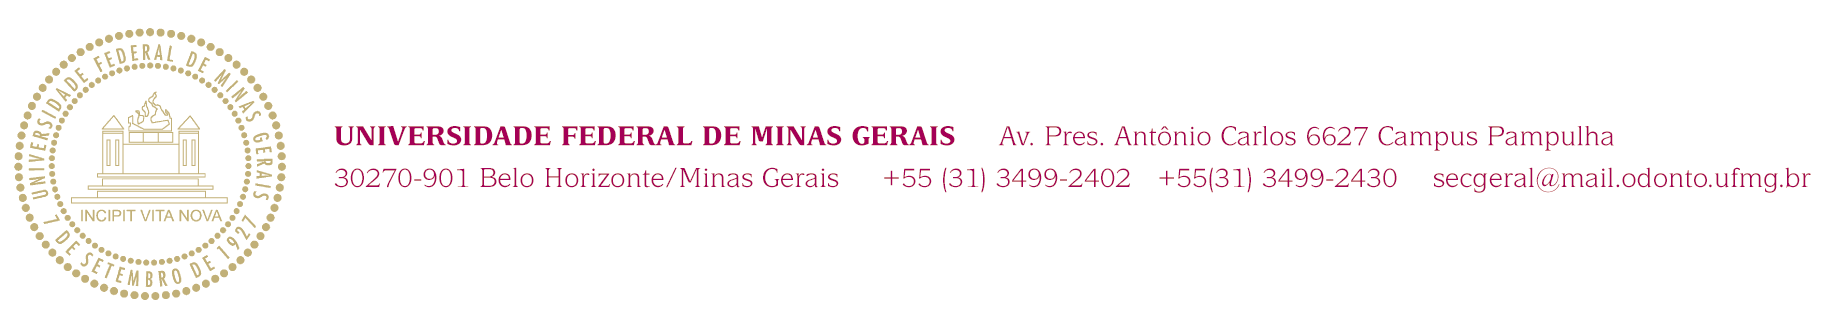 UNIVERSIDADE FEDERAL DE MINAS GERAIS
INCIPIT VITA NOVA
7 DE SETEMBRO DE 1927
UNIVERSIDADE FEDERAL DE MINAS GERAIS Av. Pres. Antônio Carlos 6627 Campus Pampulha
30270-901 Belo Horizonte/Minas Gerais +55 (31) 3499-2402 +55(31) 3499-2430 secgeral@mail.odonto.ufmg.br